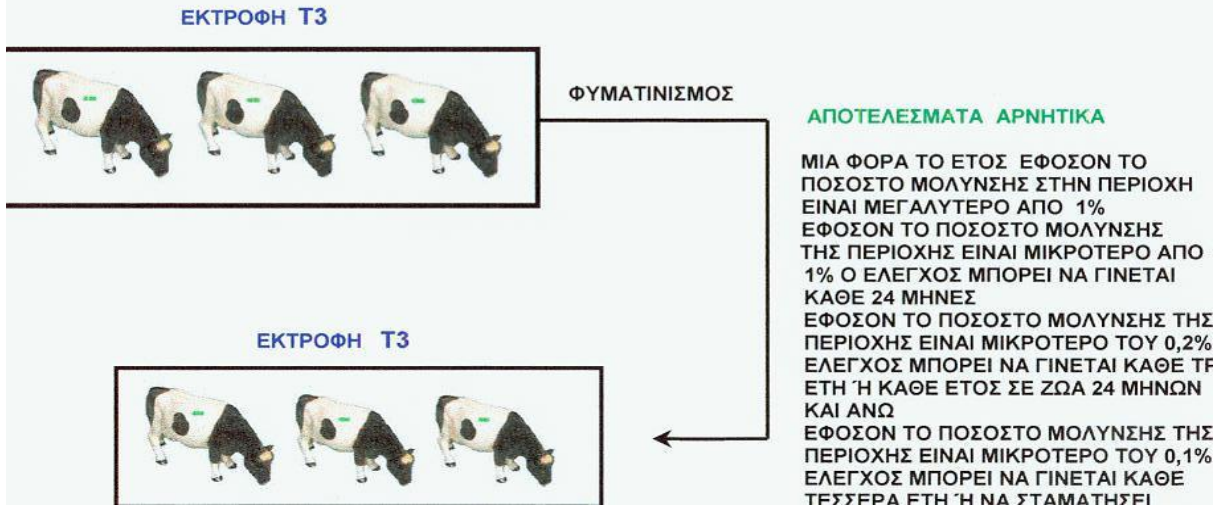 ΕΚΤΡΟΦΗ Τ3
ΦΥΜΑΤΙΝΙΣΜΟΣ
ΑΠΟΤΕΛΕΣΜΑΤΑ ΑΡΝΗΤΙΚΑ
ΜΙΑ ΦΟΡΑ ΤΟ ΕΤΟΣ ΕΦΟΣΟΝ ΤΟ
ΠΟΣΟΣΤΟ ΜΟΛΥΝΣΗΣ ΣΤΗΝ ΠΕΡΙΟΧΗ
ΕΙΝΑΙ ΜΕΓΑΛΥΤΕΡΟ ΑΠΟ 1%
ΕΦΟΣΟΝ ΤΟ ΠΟΣΟΣΤΟ ΜΟΛΥΝΣΗΣ
ΤΗΣ ΠΕΡΙΟΧΗΣ ΕΙΝΑΙ ΜΙΚΡΟΤΕΡΟ ΑΠΟ
1% Ο ΕΛΕΓΧΟΣ ΜΠΟΡΕΙ ΝΑ ΓΙΝΕΤΑΙ
ΚΑΘΕ 24 ΜΗΝΕΣ
ΕΦΟΣΟΝ ΤΟ ΠΟΣΟΣΤΟ ΜΟΛΥΝΣΗΣ ΤΗΣ
ΠΕΡΙΟΧΗΣ ΕΙΝΑΙ ΜΙΚΡΟΤΕΡΟ ΤΟΥ 0,2%
ΕΛΕΓΧΟΣ ΜΠΟΡΕΙ ΝΑ ΓΙΝΕΤΑΙ ΚΑΘΕ
ΕΤΗ Ή ΚΑΘΕ ΕΤΟΣ ΣΕ ΖΩΑ 24 ΜΗΝΩΝ
ΚΑΙ ΑΝΩ
ΕΦΟΣΟΝ ΤΟ ΠΟΣΟΣΤΟ ΜΟΛΥΝΣΗΣ ΤΗΣ
ΠΕΡΙΟΧΗΣ ΕΙΝΑΙ ΜΙΚΡΟΤΕΡΟ ΤΟΥ 0,1%
ΕΛΕΓΧΟΣ ΜΠΟΡΕΙ ΝΑ ΓΙΝΕΤΑΙ ΚΑΘΕ
ΤΕΣΣΕΡΑ ΕΤΗ Ή ΝΑ ΣΤΑΜΑΤΗΣΕΙ
ΕΚΤΡΟΦΗ Τ3